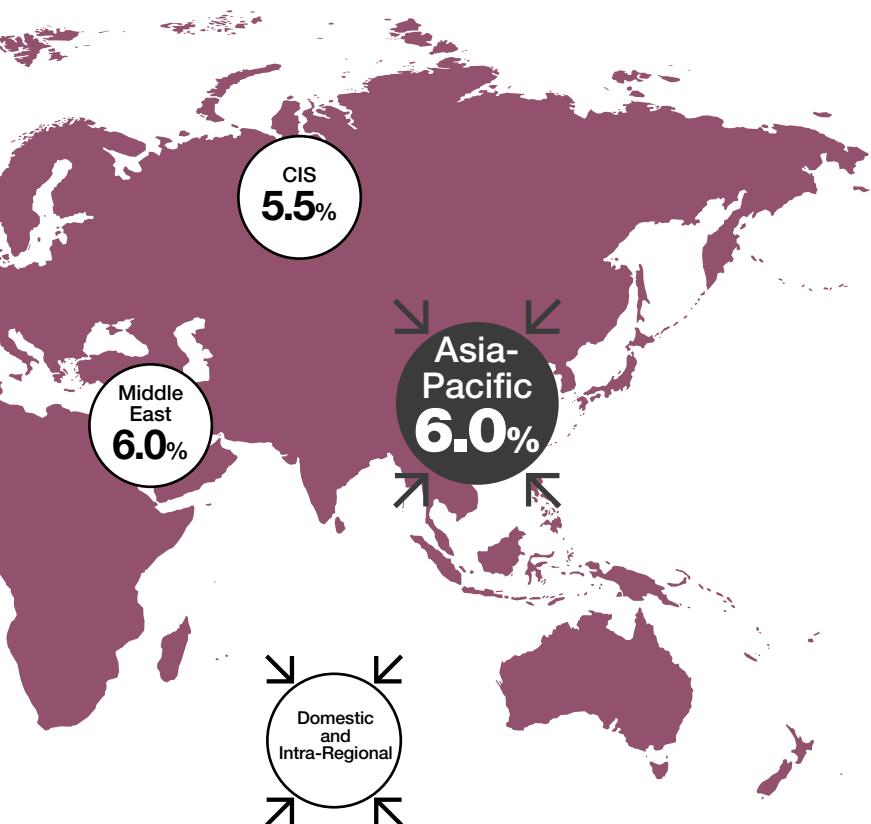 CIS
5.5%
Asia-
Pacific
6.0%
Middle
East
6.0%
Domestic
and
Intra-Regional